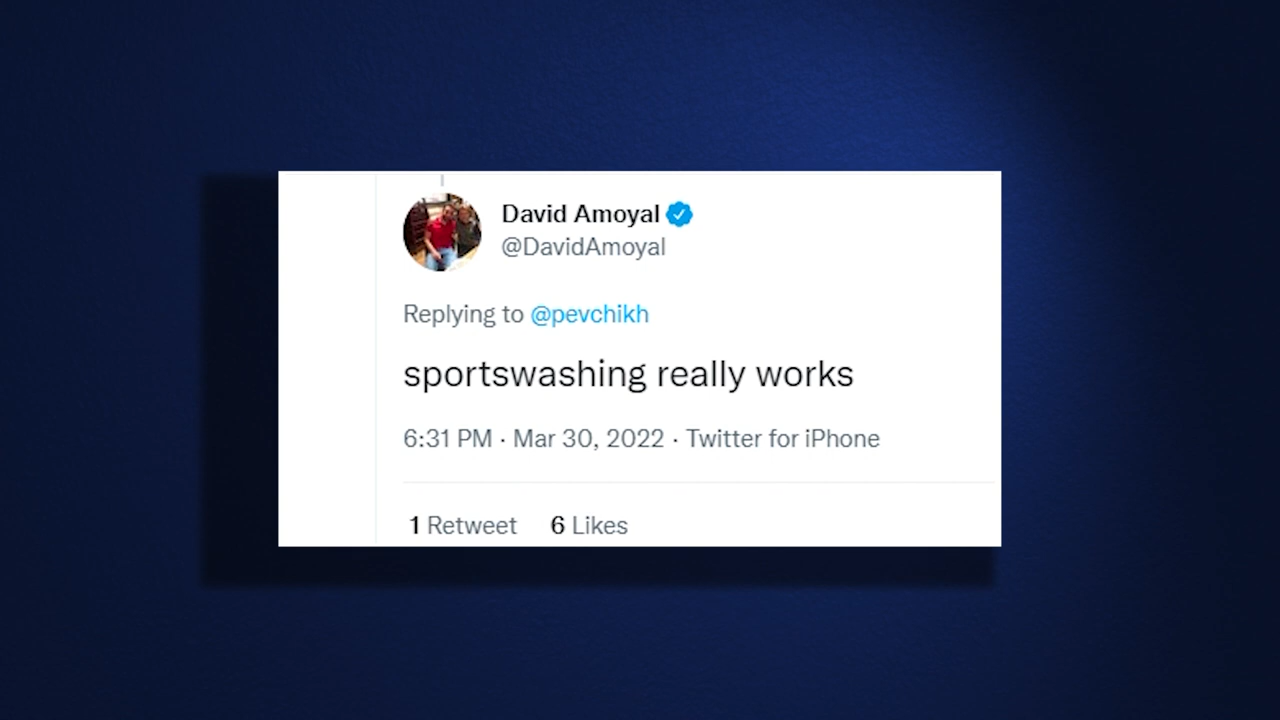 David Amoyal
@DavidAmoyal
Replying to @pevchikh
sportswashing really works
6:31 PM · Mar 30, 2022 · Twitter for iPhone
1 Retweet 6 Likes